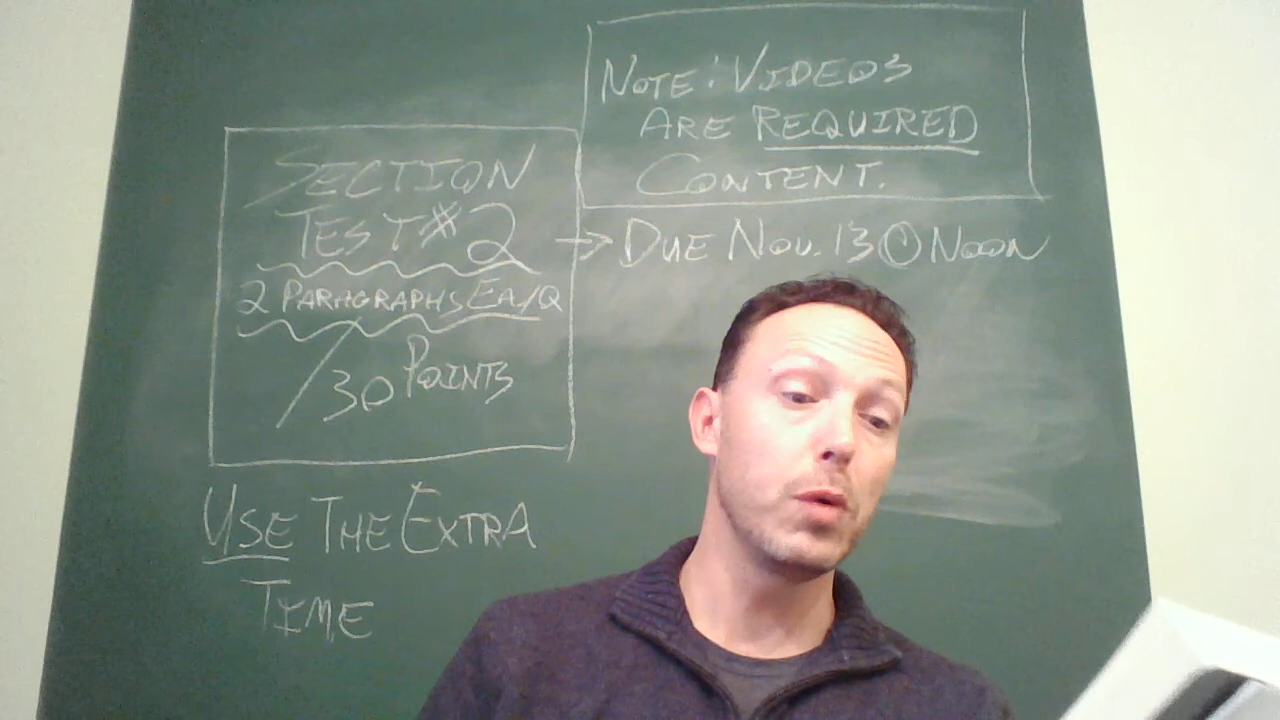 NOTE: VIDEOS
ARE REQUIRED
CONTENT.
SECTION
TEST #2
→ DUE NOV. 13 @ NOON
2 PARAGRAPHS EA/Q
/30 POINTS
USE THE EXTRA
TIME